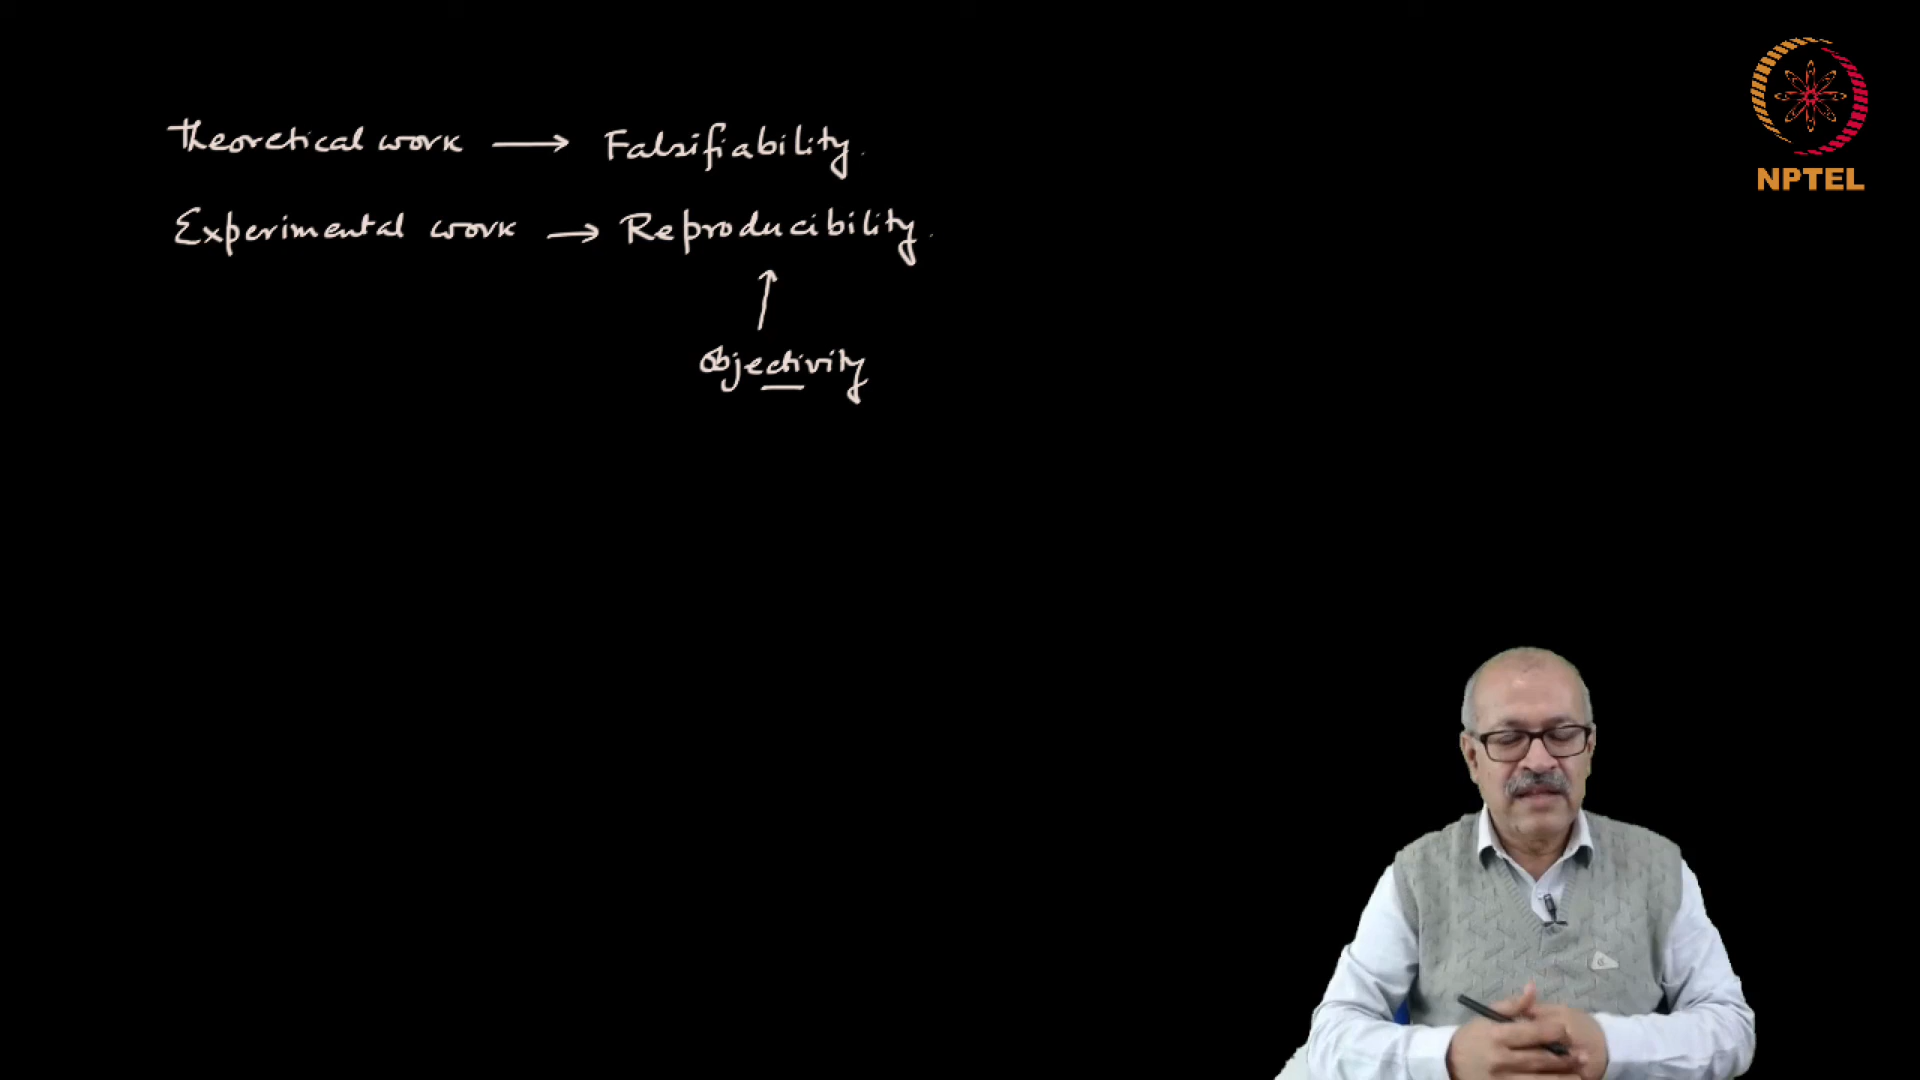 Theoretical work → Falsifiability.
Experimental work → Reproducibility.
↑
Objectivity
NPTEL